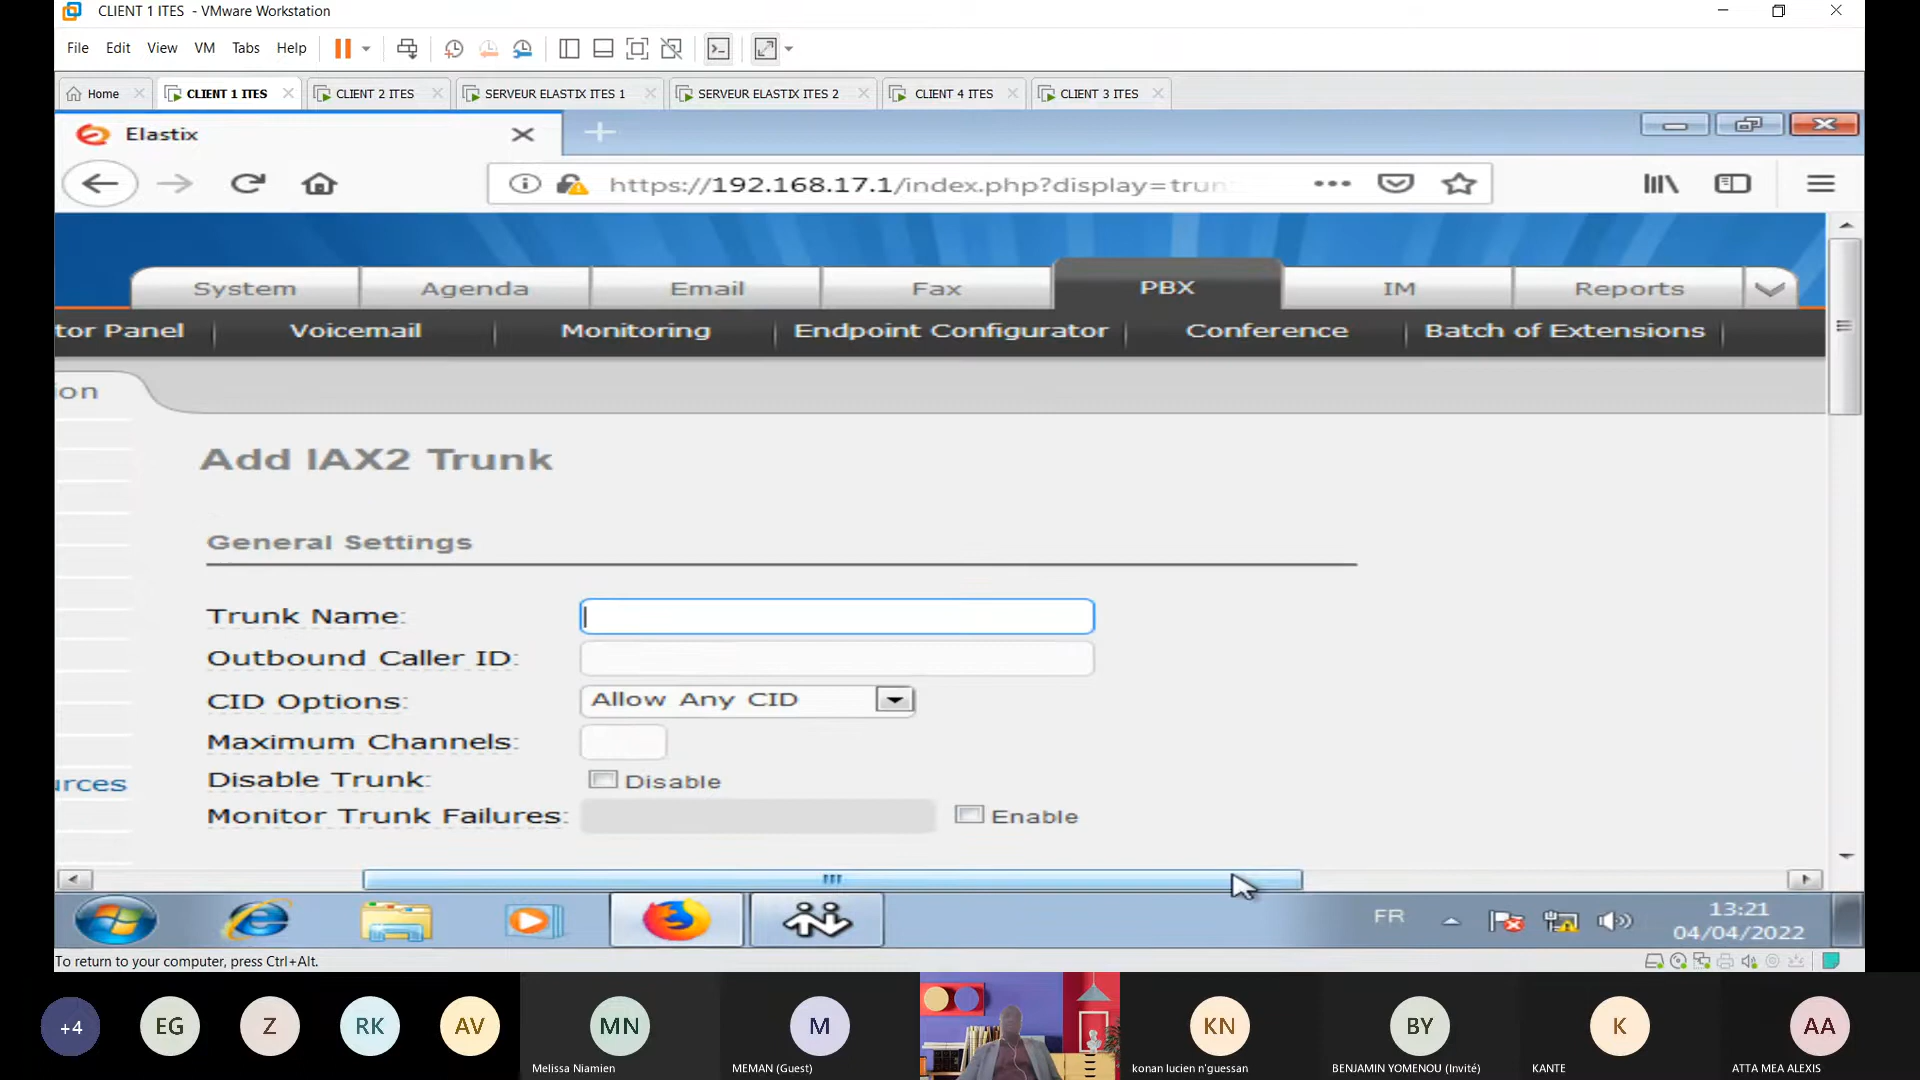 CLIENT 1 ITES - VMware Workstation
File Edit View VM Tabs Help
Home CLIENT 1 ITES CLIENT 2 ITES SERVEUR ELASTIX ITES 1 SERVEUR ELASTIX ITES 2 CLIENT 4 ITES CLIENT 3 ITES
Elastix
https://192.168.17.1/index.php?display=trun
System Agenda Email Fax PBX IM Reports
tor Panel Voicemail Monitoring Endpoint Configurator Conference Batch of Extensions
ion
Add IAX2 Trunk
General Settings
Trunk Name:
Outbound Caller ID:
CID Options: Allow Any CID
Maximum Channels:
urces
Disable Trunk: Disable
Monitor Trunk Failures: Enable
FR
13:21
04/04/2022
To return to your computer, press Ctrl+Alt.
+4 EG Z RK AV MN M KN BY K AA
Melissa Niamien MEMAN (Guest) konan lucien n'guessan BENJAMIN YOMENOU (Invité) KANTE ATTA MEA ALEXIS